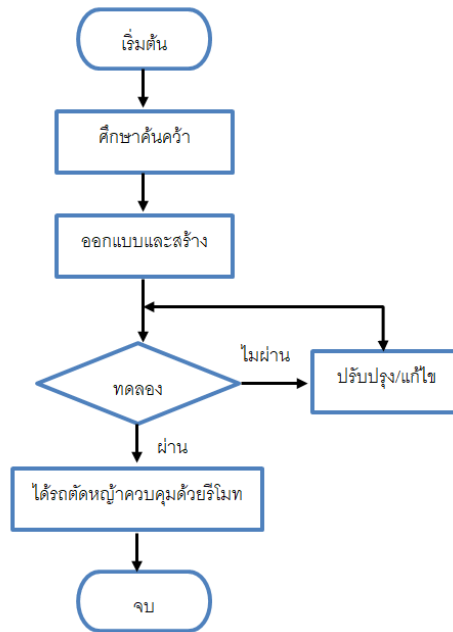 เริ่มต้น
ศึกษาค้นคว้า
ออกแบบและสร้าง
ไมผ่าน
ทดลอง
ปรับปรุง/แก้ไข
ผ่าน
ได้รถตัดหญ้าควบคุมด้วยรีโมท
จบ